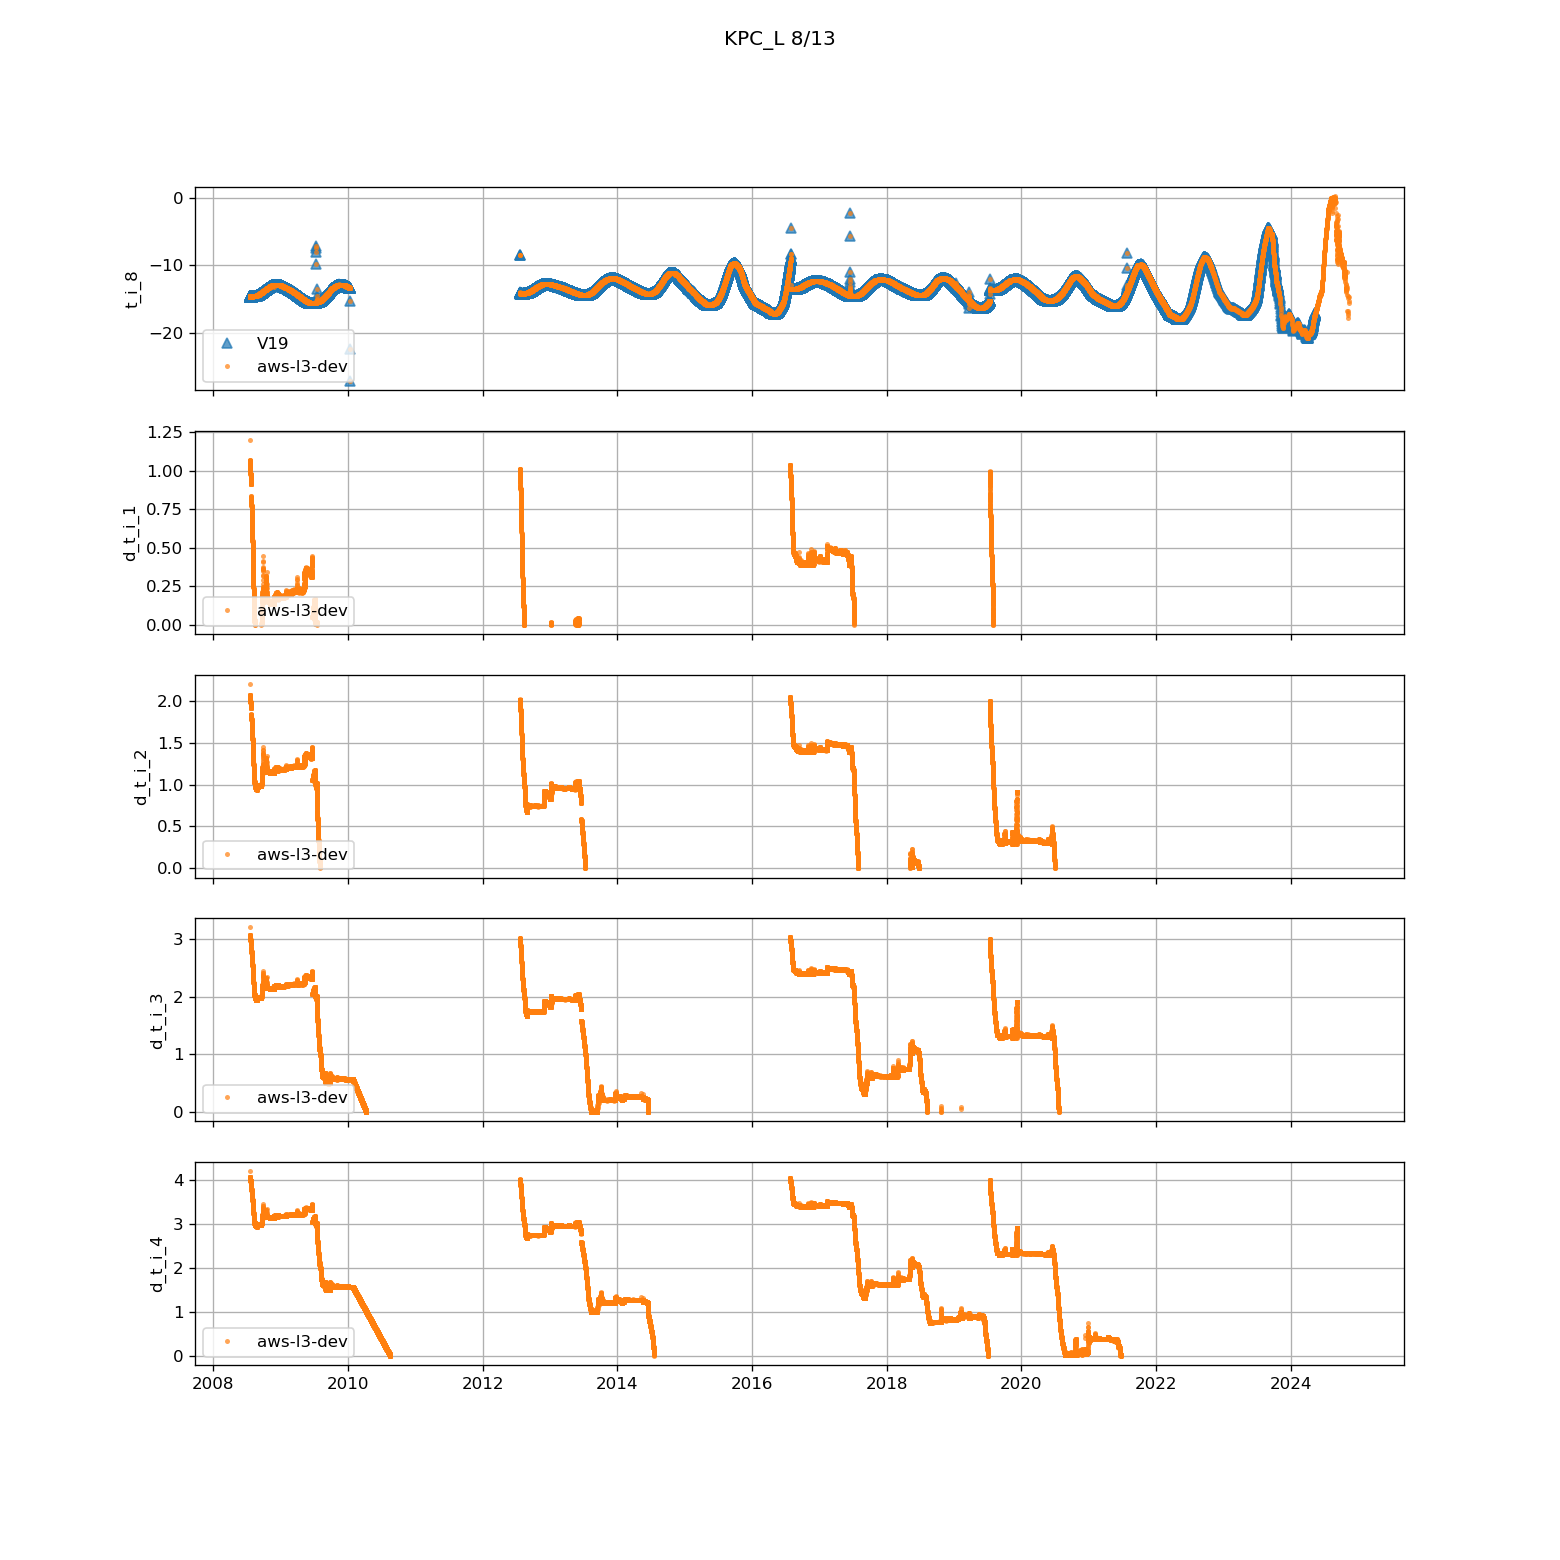 KPC_L 8/13
0
−10
−20
t_i_8
V19
aws-l3-dev
1.25
1.00
0.75
0.50
0.25
0.00
d_t_i_1
aws-l3-dev
2.0
1.5
1.0
0.5
0.0
d_t_i_2
aws-l3-dev
3
2
1
0
d_t_i_3
aws-l3-dev
4
3
2
1
0
d_t_i_4
aws-l3-dev
2008 2010 2012 2014 2016 2018 2020 2022 2024